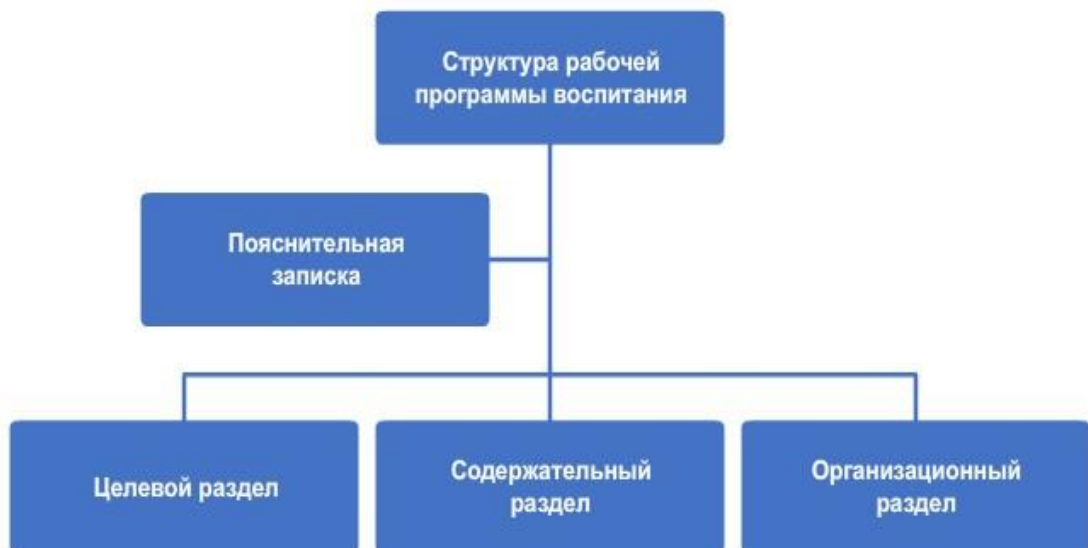 Структура рабочей
программы воспитания
Пояснительная
записка
Целевой раздел
Содержательный
раздел
Организационный
раздел